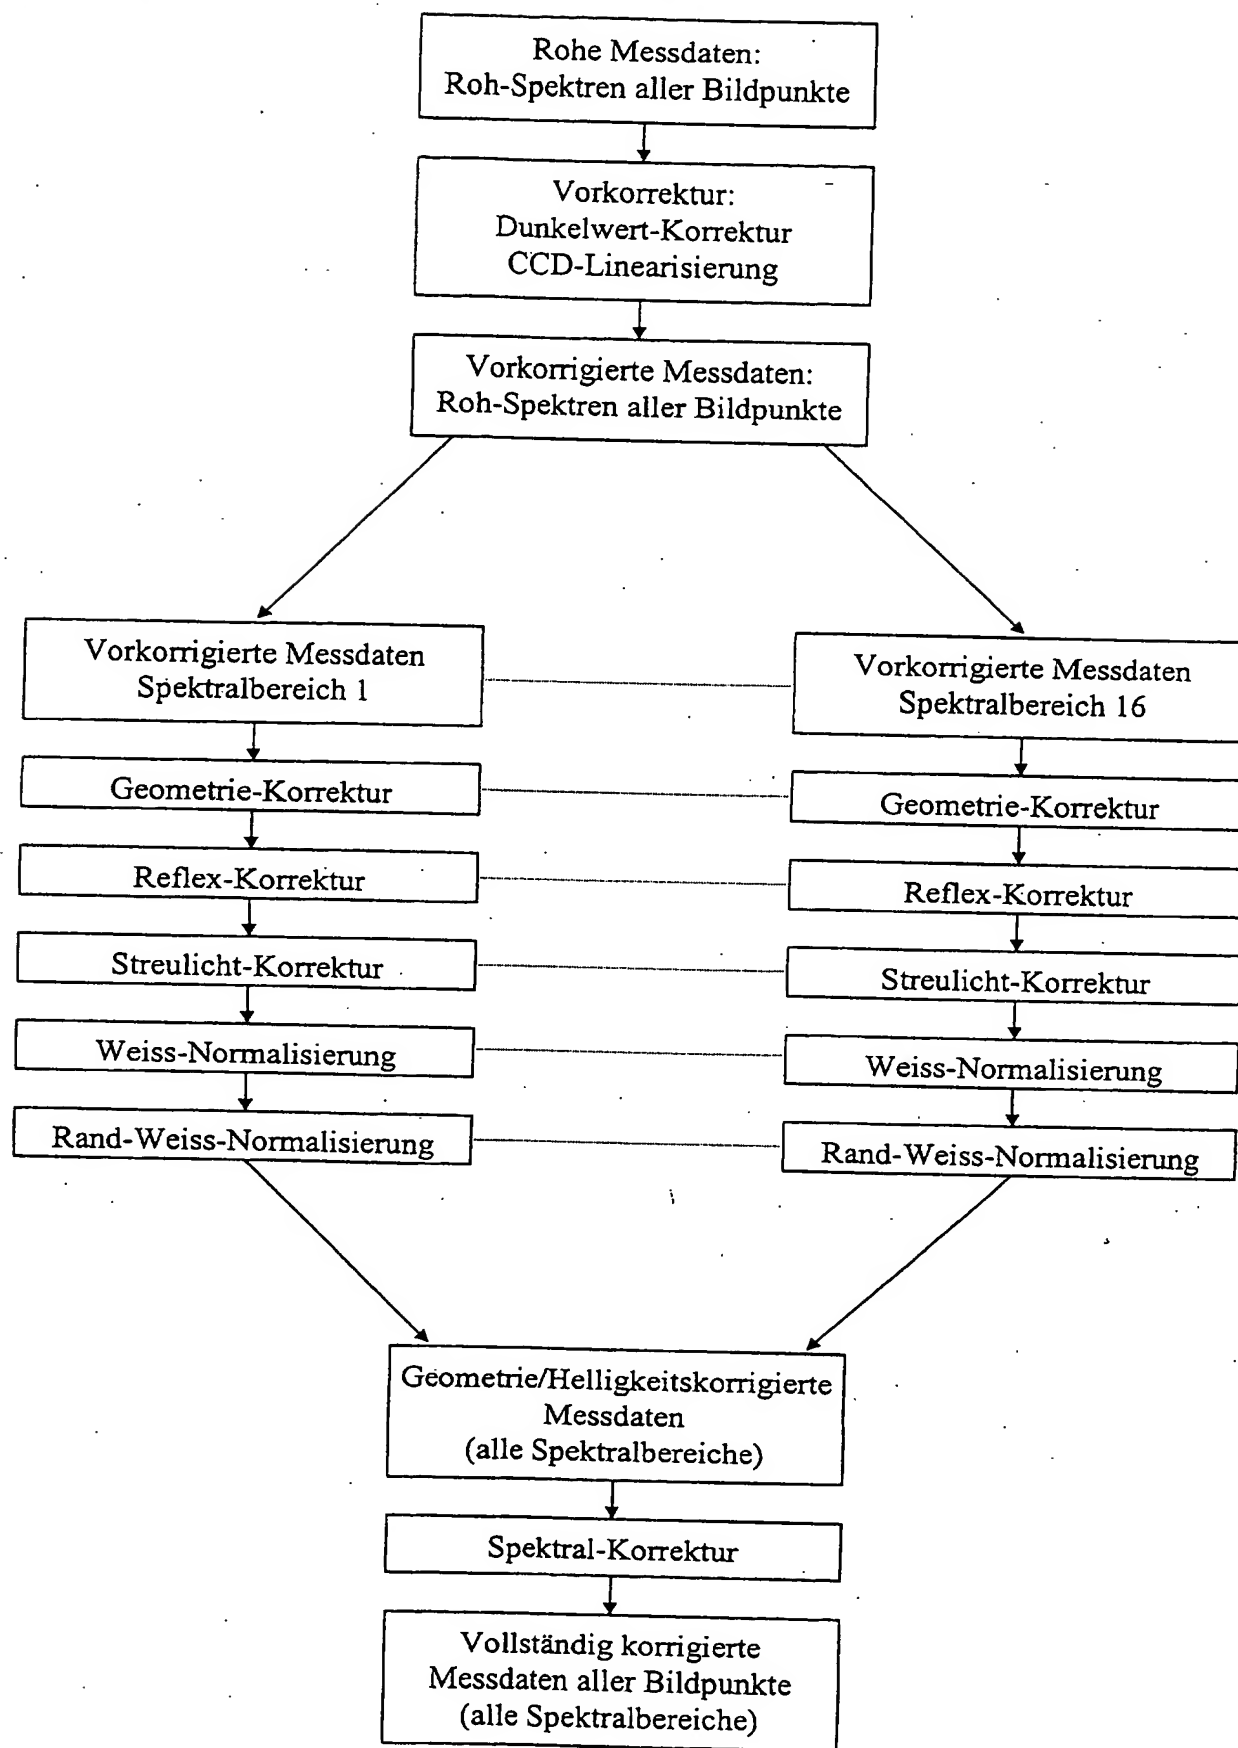 Rohe Messdaten:
Roh-Spektren aller Bildpunkte
Vorkorrektur:
Dunkelwert-Korrektur
CCD-Linearisierung
Vorkorrigierte Messdaten:
Roh-Spektren aller Bildpunkte
Vorkorrigierte Messdaten
Spektralbereich 1
Geometrie-Korrektur
Reflex-Korrektur
Streulicht-Korrektur
Weiss-Normalisierung
Rand-Weiss-Normalisierung
Vorkorrigierte Messdaten
Spektralbereich 16
Geometrie-Korrektur
Reflex-Korrektur
Streulicht-Korrektur
Weiss-Normalisierung
Rand-Weiss-Normalisierung
Geometrie/Helligkeitskorrigierte
Messdaten
(alle Spektralbereiche)
Spektral-Korrektur
Vollständig korrigierte
Messdaten aller Bildpunkte
(alle Spektralbereiche)